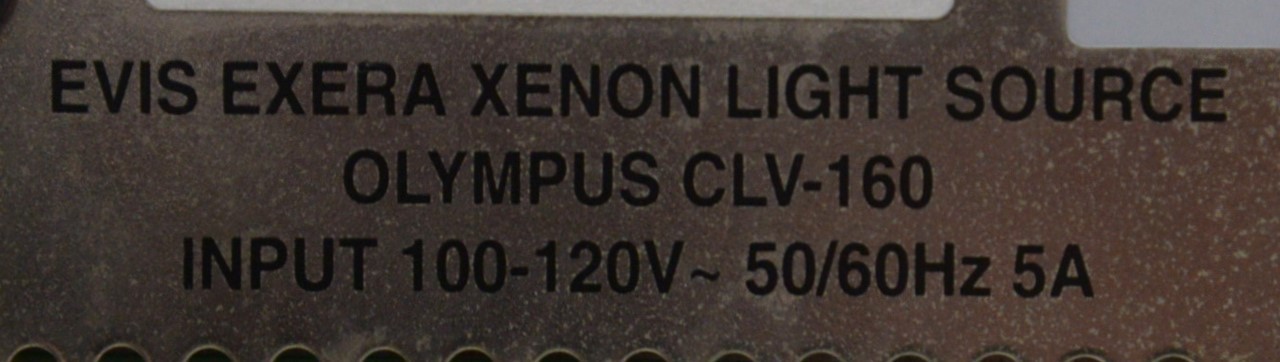 EVIS EXERA XENON LIGHT SOURCE
OLYMPUS CLV-160
INPUT 100-120V~ 50/60Hz 5A